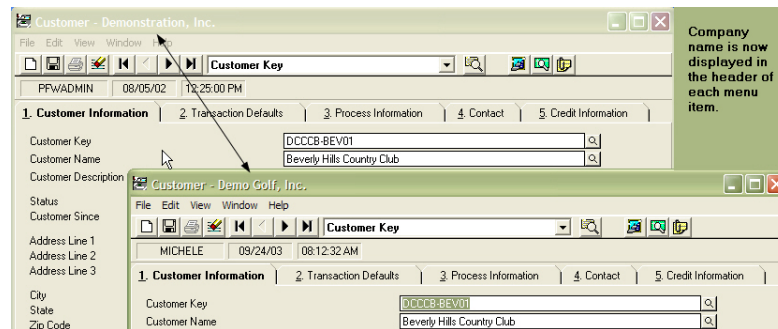 Customer - Demonstration, Inc.
File Edit View Window Help
Customer Key
PFWADMIN 08/05/02 12:25:00 PM
1. Customer Information 2. Transaction Defaults 3. Process Information 4. Contact 5. Credit Information
Customer Key DCCCB-BEV01
Customer Name Beverly Hills Country Club
Customer Description
Status
Customer Since
Address Line 1
Address Line 2
Address Line 3
City
State
Zip Code
Company
name is now
displayed in
the header of
each menu
item.
Customer - Demo Golf, Inc.
File Edit View Window Help
Customer Key
MICHELE 09/24/03 08:12:32 AM
1. Customer Information 2. Transaction Defaults 3. Process Information 4. Contact 5. Credit Information
Customer Key DCCCB-BEV01
Customer Name Beverly Hills Country Club